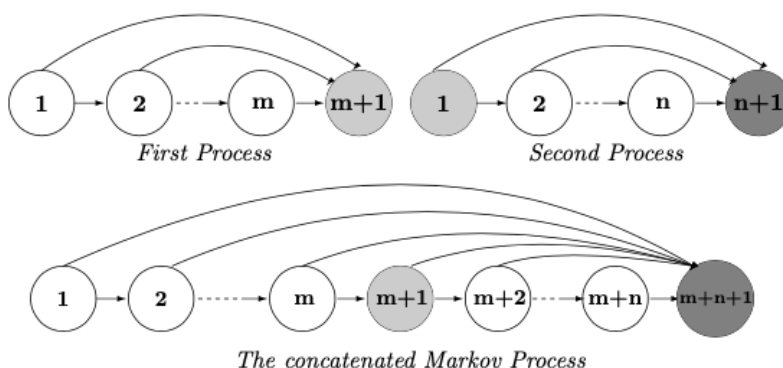 1 2 m m+1 1 2 n n+1
First Process Second Process
1 2 m m+1 m+2 m+n m+n+1
The concatenated Markov Process